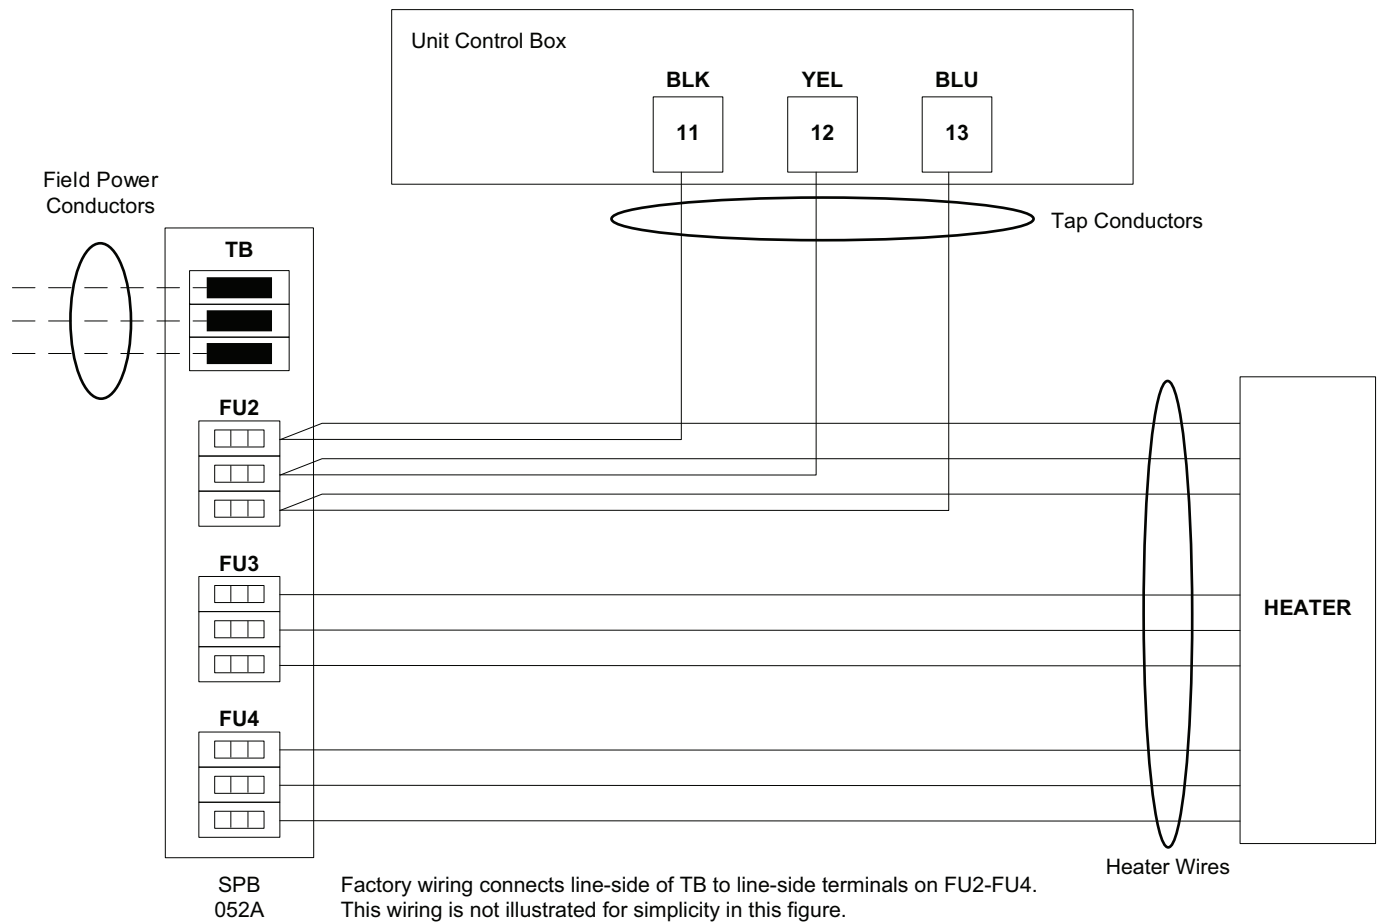 Unit Control Box
BLK YEL BLU
11 12 13
Field Power
Conductors
Tap Conductors
TB
FU2
FU3
HEATER
FU4
Heater Wires
SPB
052A
Factory wiring connects line-side of TB to line-side terminals on FU2-FU4.
This wiring is not illustrated for simplicity in this figure.